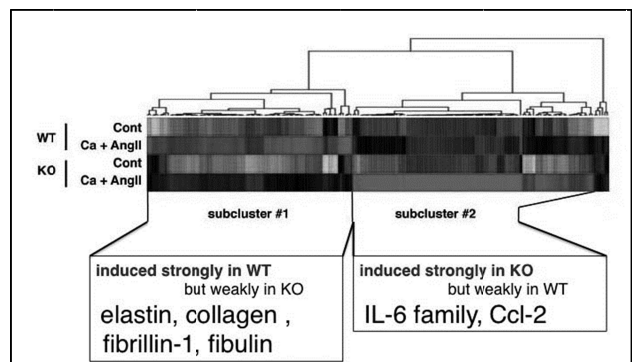 WT
Cont
Ca + AngII
KO
Cont
Ca + AngII
subcluster #1
subcluster #2
induced strongly in WT
but weakly in KO
elastin, collagen ,
fibrillin-1, fibulin
induced strongly in KO
but weakly in WT
IL-6 family, Ccl-2